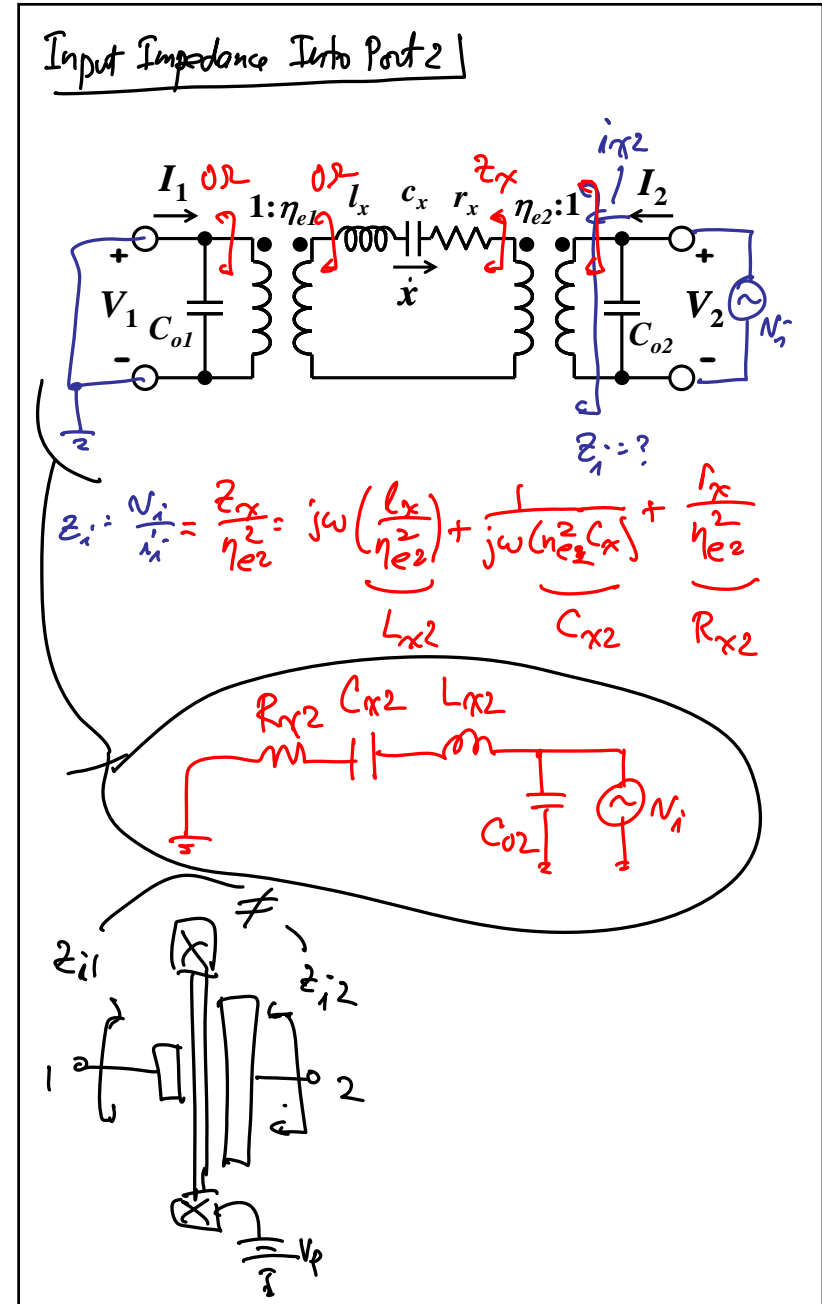 Input Impedance Into Port 2
ix2
I1 0Ω 1:ηe1 0Ω lx cx rx Zx ηe2:1 I2
+ ẋ +
V1 Co1 Co2 V2 vi
- -
Zi = ?
Zi = vi/ii = Zx/ηe2² = jω(lx/ηe2²) + 1/jω(ηe2² Cx) + rx/ηe2²
Lx2 Cx2 Rx2
Rx2 Cx2 Lx2
Co2 vi
≠
Zi1 Zi2
1 2
Vp